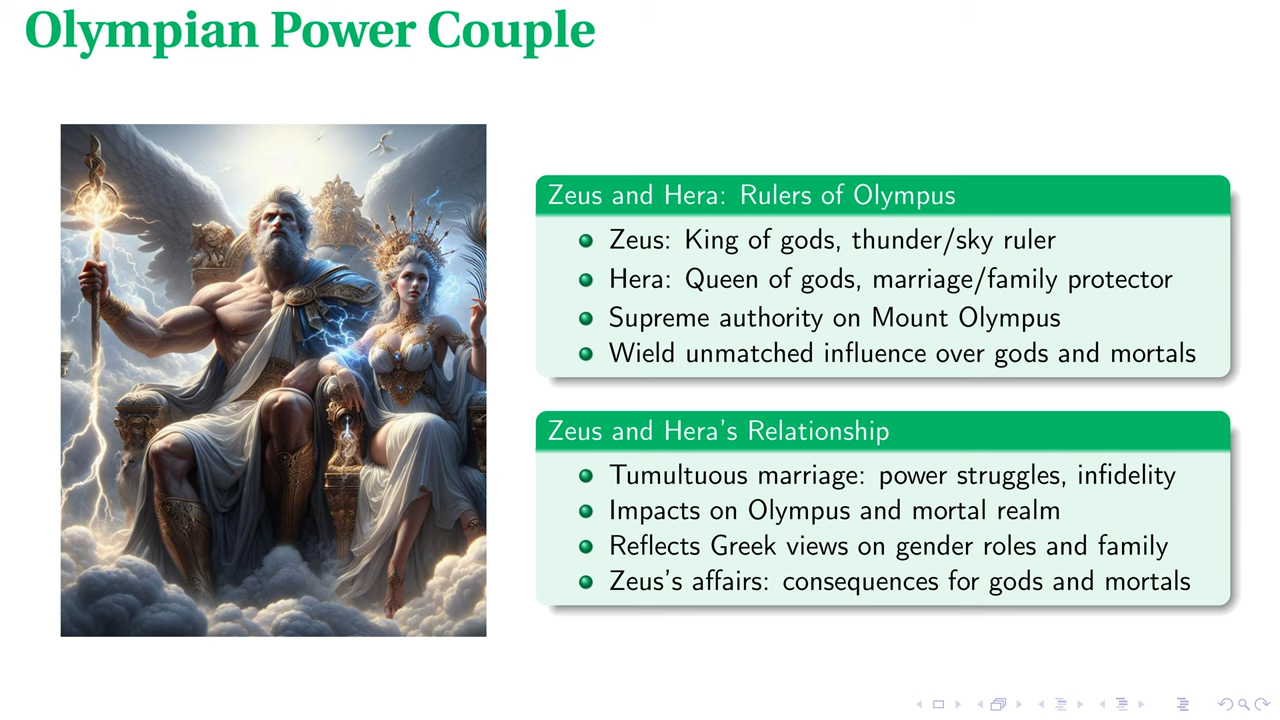 Olympian Power Couple
Zeus and Hera: Rulers of Olympus
Zeus: King of gods, thunder/sky ruler
Hera: Queen of gods, marriage/family protector
Supreme authority on Mount Olympus
Wield unmatched influence over gods and mortals
Zeus and Hera's Relationship
Tumultuous marriage: power struggles, infidelity
Impacts on Olympus and mortal realm
Reflects Greek views on gender roles and family
Zeus's affairs: consequences for gods and mortals